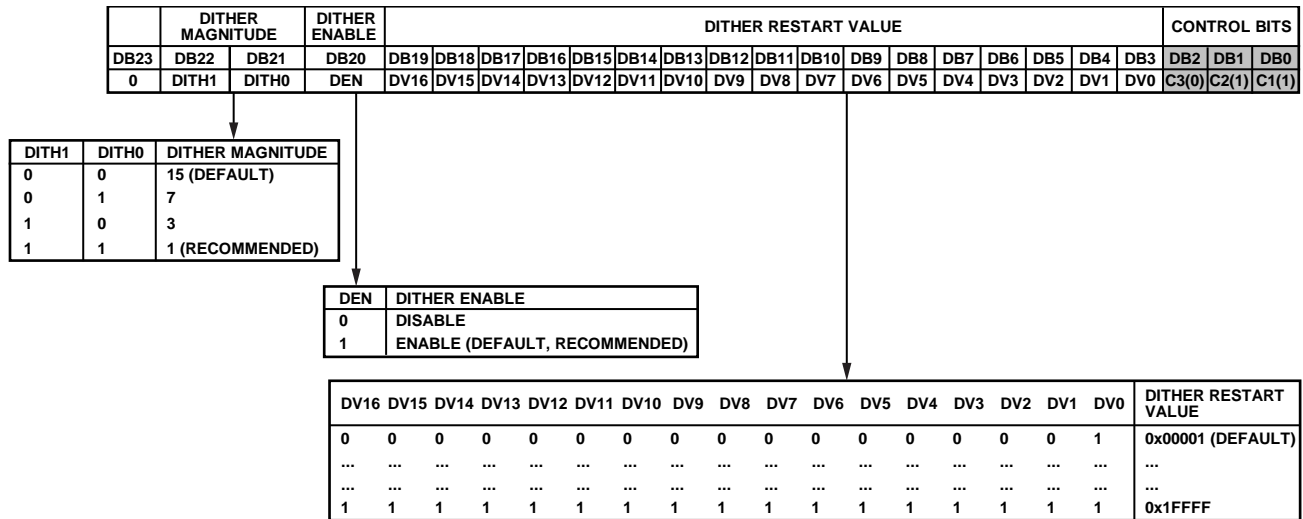 DITHER MAGNITUDE DITHER ENABLE DITHER RESTART VALUE CONTROL BITS
DB23 DB22 DB21 DB20 DB19 DB18 DB17 DB16 DB15 DB14 DB13 DB12 DB11 DB10 DB9 DB8 DB7 DB6 DB5 DB4 DB3 DB2 DB1 DB0
0 DITH1 DITH0 DEN DV16 DV15 DV14 DV13 DV12 DV11 DV10 DV9 DV8 DV7 DV6 DV5 DV4 DV3 DV2 DV1 DV0 C3(0) C2(1) C1(1)
DITH1 DITH0 DITHER MAGNITUDE
0 0 15 (DEFAULT)
0 1 7
1 0 3
1 1 1 (RECOMMENDED)
DEN DITHER ENABLE
0 DISABLE
1 ENABLE (DEFAULT, RECOMMENDED)
DV16 DV15 DV14 DV13 DV12 DV11 DV10 DV9 DV8 DV7 DV6 DV5 DV4 DV3 DV2 DV1 DV0 DITHER RESTART VALUE
0 0 0 0 0 0 0 0 0 0 0 0 0 0 0 0 1 0x00001 (DEFAULT)
... ... ... ... ... ... ... ... ... ... ... ... ... ... ... ... ... ...
... ... ... ... ... ... ... ... ... ... ... ... ... ... ... ... ... ...
1 1 1 1 1 1 1 1 1 1 1 1 1 1 1 1 1 0x1FFFF